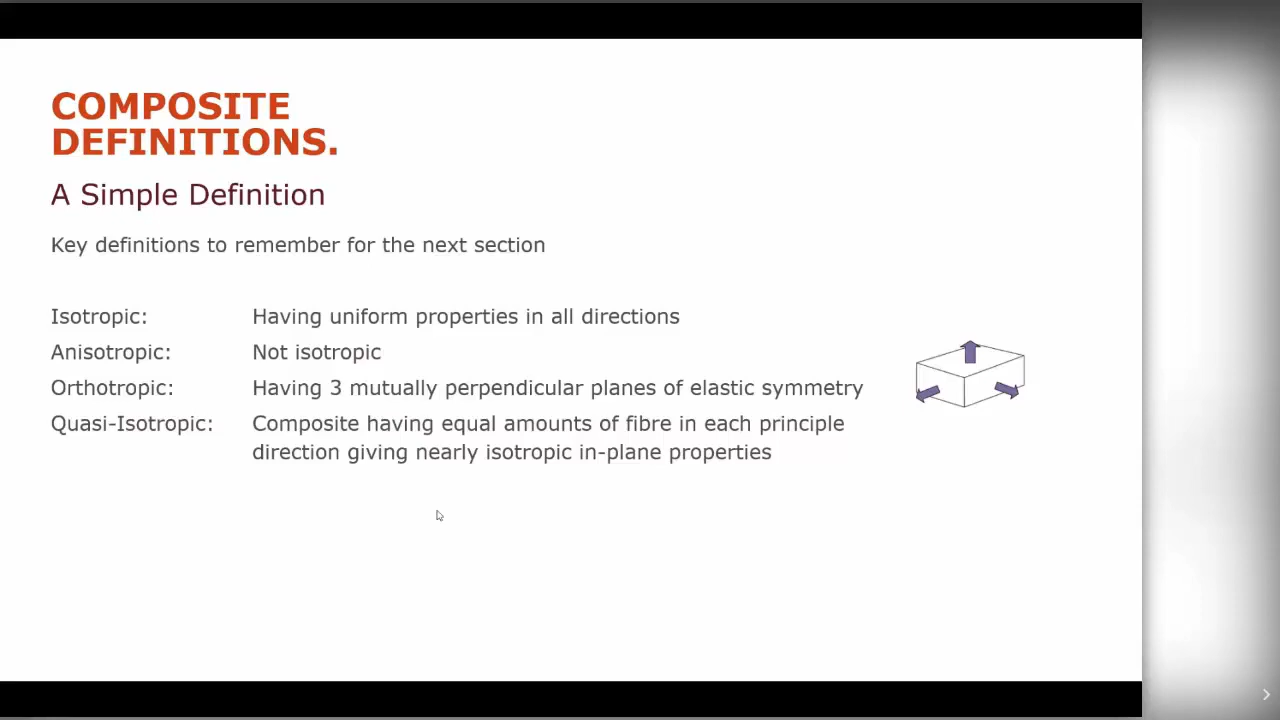 COMPOSITE
DEFINITIONS.
A Simple Definition
Key definitions to remember for the next section
Isotropic: Having uniform properties in all directions
Anisotropic: Not isotropic
Orthotropic: Having 3 mutually perpendicular planes of elastic symmetry
Quasi-Isotropic: Composite having equal amounts of fibre in each principle
direction giving nearly isotropic in-plane properties